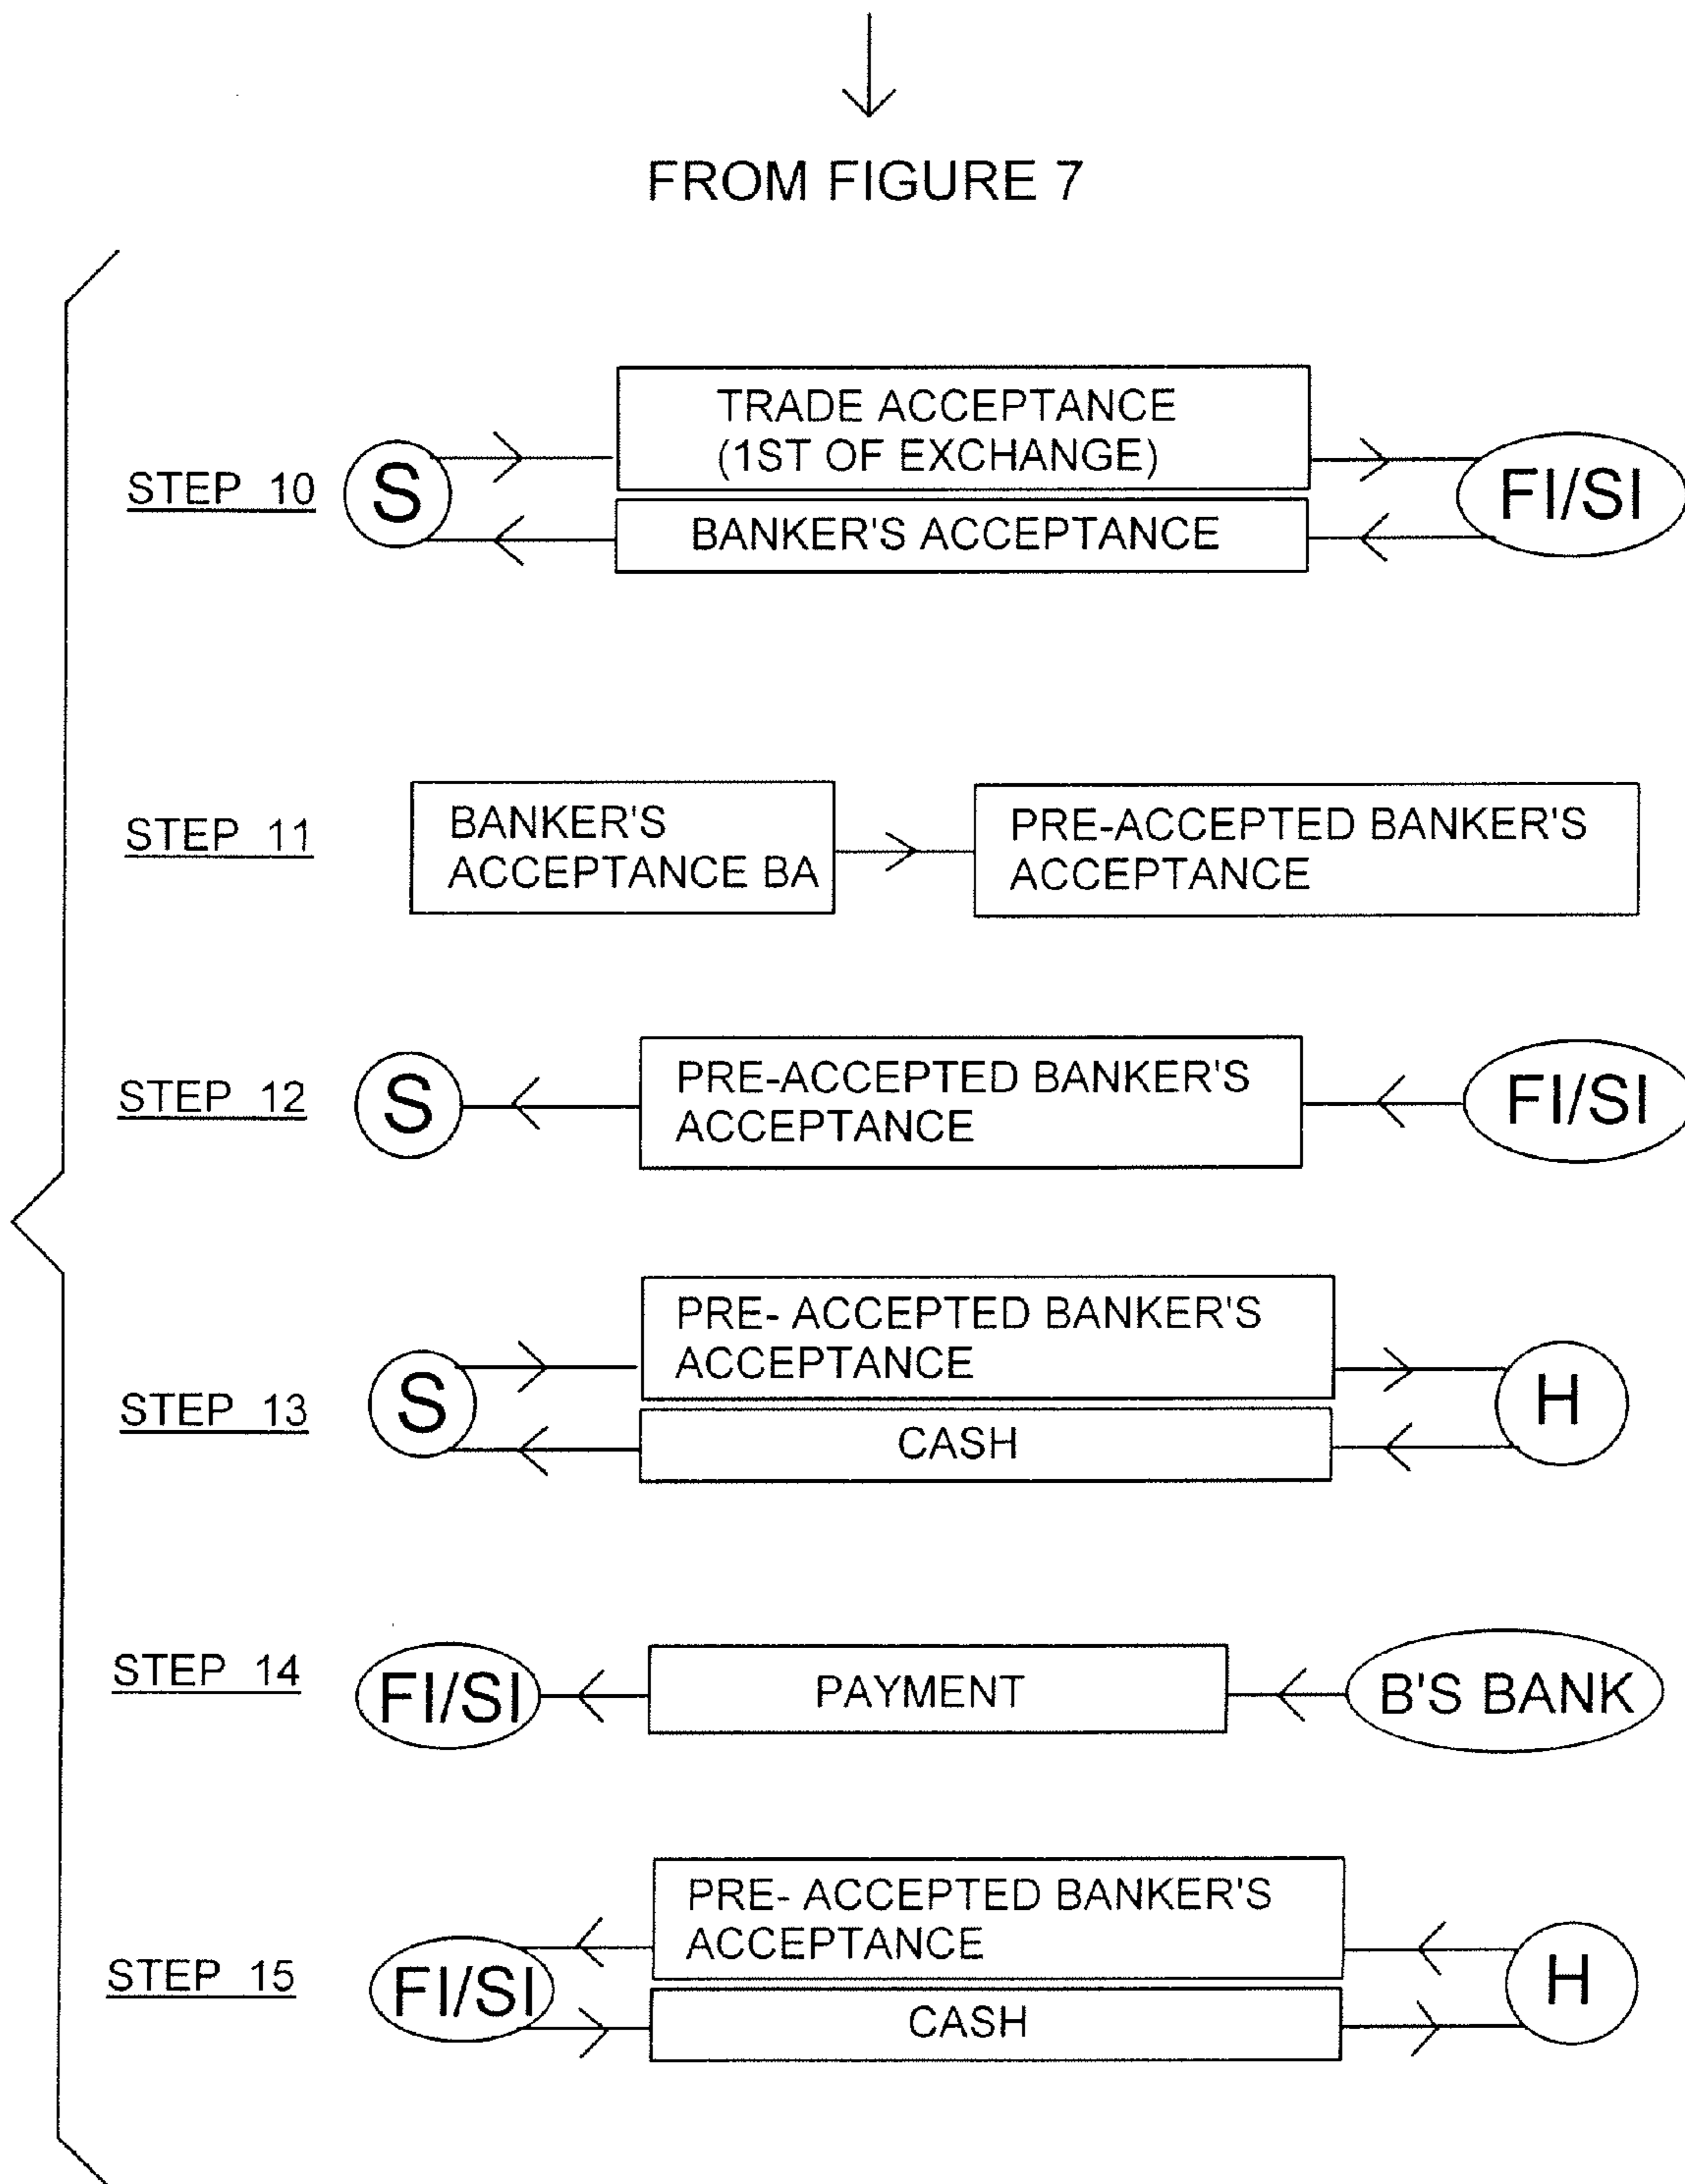 FROM FIGURE 7
STEP 10
S
TRADE ACCEPTANCE
(1ST OF EXCHANGE)
BANKER'S ACCEPTANCE
FI/SI
STEP 11
BANKER'S
ACCEPTANCE BA
PRE-ACCEPTED BANKER'S
ACCEPTANCE
STEP 12
S
PRE-ACCEPTED BANKER'S
ACCEPTANCE
FI/SI
STEP 13
S
PRE- ACCEPTED BANKER'S
ACCEPTANCE
CASH
H
STEP 14
FI/SI
PAYMENT
B'S BANK
STEP 15
FI/SI
PRE- ACCEPTED BANKER'S
ACCEPTANCE
CASH
H